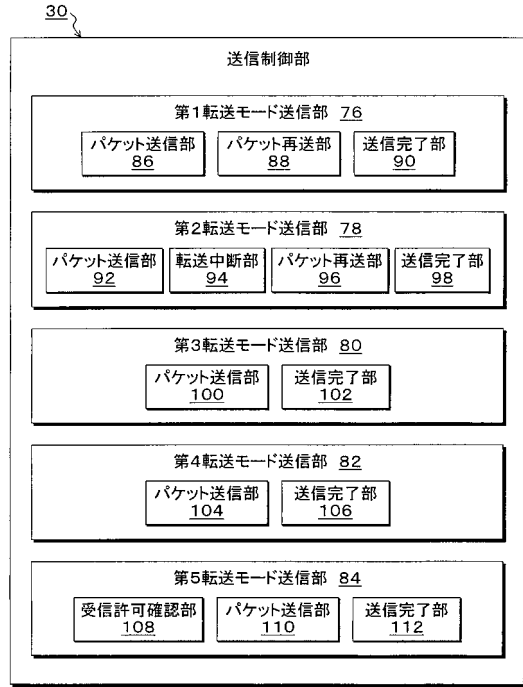 30
送信制御部
第1転送モード送信部 76
パケット送信部 パケット再送部 送信完了部
86 88 90
第2転送モード送信部 78
パケット送信部 転送中断部 パケット再送部 送信完了部
92 94 96 98
第3転送モード送信部 80
パケット送信部 送信完了部
100 102
第4転送モード送信部 82
パケット送信部 送信完了部
104 106
第5転送モード送信部 84
受信許可確認部 パケット送信部 送信完了部
108 110 112